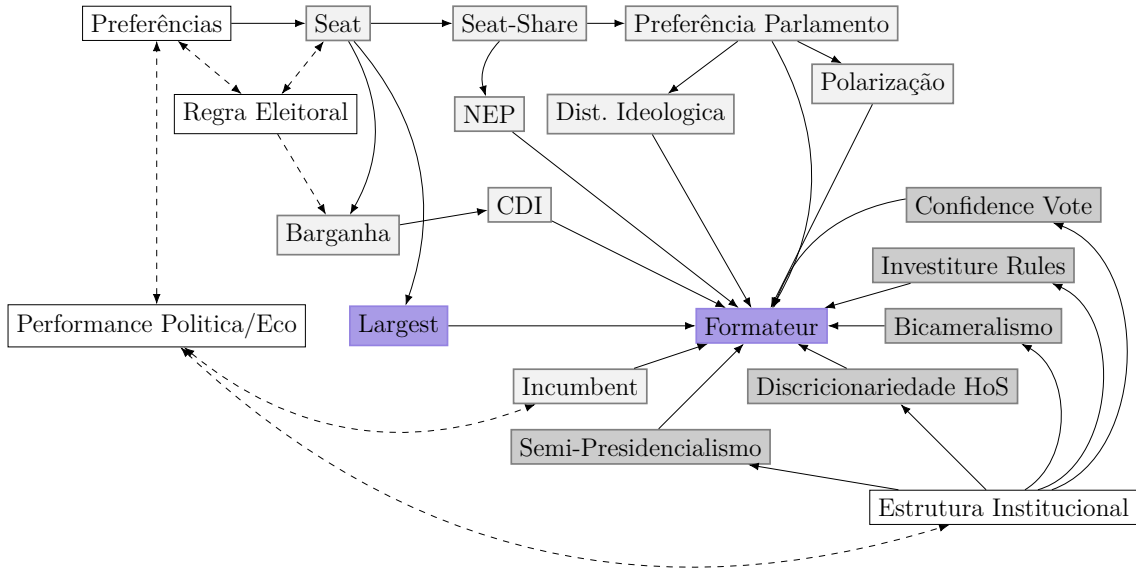 Preferências
Seat
Seat-Share
Preferência Parlamento
Polarização
Regra Eleitoral
NEP
Dist. Ideologica
Barganha
CDI
Confidence Vote
Investiture Rules
Performance Politica/Eco
Largest
Formateur
Bicameralismo
Incumbent
Discricionariedade HoS
Semi-Presidencialismo
Estrutura Institucional